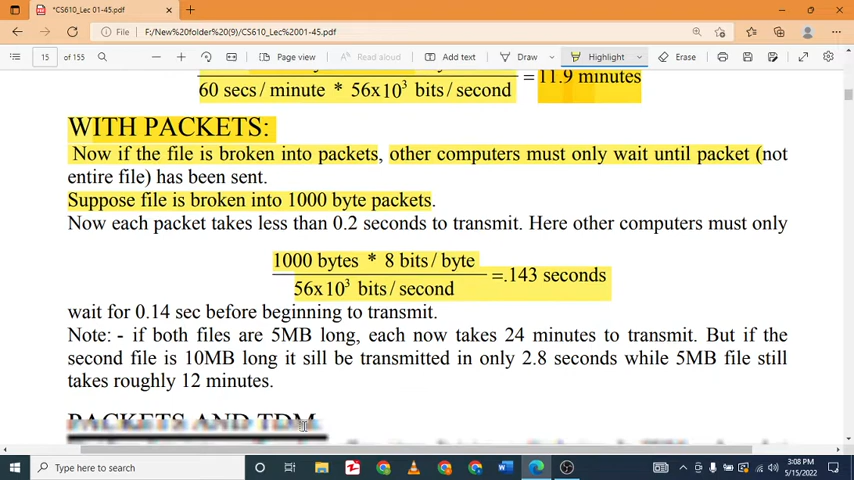 *CS610_Lec 01-45.pdf
File
F:/New%20folder%20(9)/CS610_Lec%2001-45.pdf
15 of 155
Page view
Read aloud
Add text
Draw
Highlight
Erase
60 secs / minute * 56x10³ bits / second = 11.9 minutes
WITH PACKETS:
Now if the file is broken into packets, other computers must only wait until packet (not
entire file) has been sent.
Suppose file is broken into 1000 byte packets.
Now each packet takes less than 0.2 seconds to transmit. Here other computers must only
1000 bytes * 8 bits / byte
56x10³ bits / second
=.143 seconds
wait for 0.14 sec before beginning to transmit.
Note: - if both files are 5MB long, each now takes 24 minutes to transmit. But if the
second file is 10MB long it sill be transmitted in only 2.8 seconds while 5MB file still
takes roughly 12 minutes.
PACKETS AND TDM
Type here to search
3:08 PM
5/15/2022